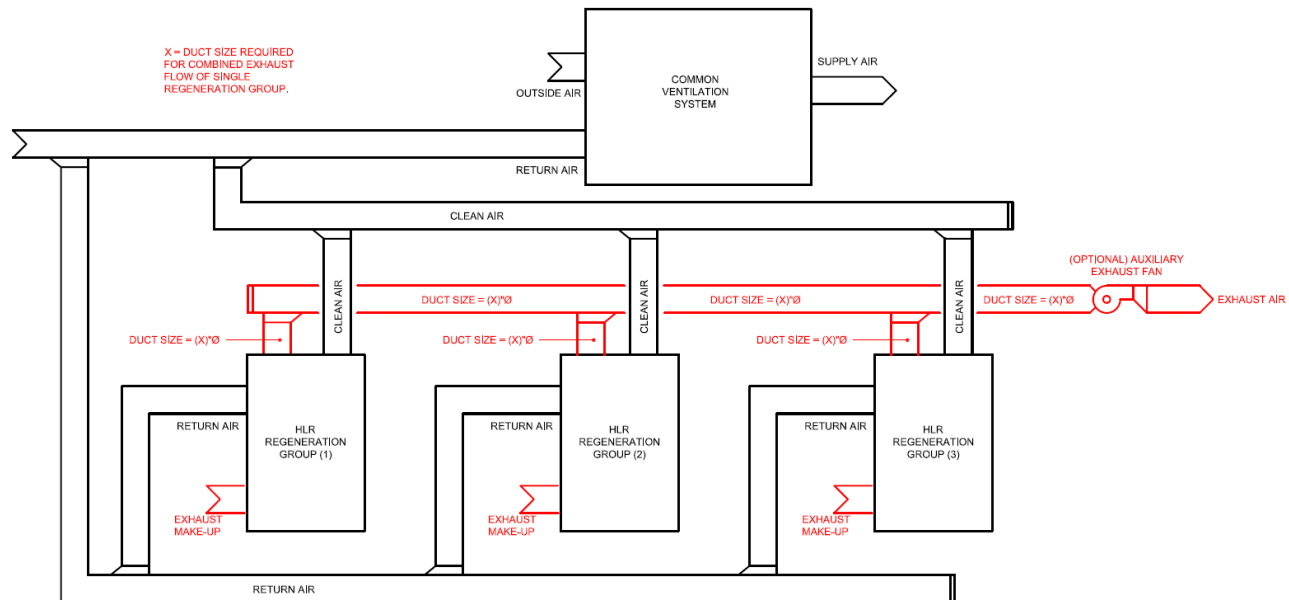 X = DUCT SIZE REQUIRED
FOR COMBINED EXHAUST
FLOW OF SINGLE
REGENERATION GROUP.
OUTSIDE AIR
COMMON
VENTILATION
SYSTEM
SUPPLY AIR
RETURN AIR
CLEAN AIR
CLEAN AIR
CLEAN AIR
CLEAN AIR
(OPTIONAL) AUXILIARY
EXHAUST FAN
DUCT SIZE = (X)"Ø
DUCT SIZE = (X)"Ø
DUCT SIZE = (X)"Ø
EXHAUST AIR
DUCT SIZE = (X)"Ø
DUCT SIZE = (X)"Ø
DUCT SIZE = (X)"Ø
RETURN AIR
HLR
REGENERATION
GROUP (1)
RETURN AIR
HLR
REGENERATION
GROUP (2)
RETURN AIR
HLR
REGENERATION
GROUP (3)
EXHAUST
MAKE-UP
EXHAUST
MAKE-UP
EXHAUST
MAKE-UP
RETURN AIR